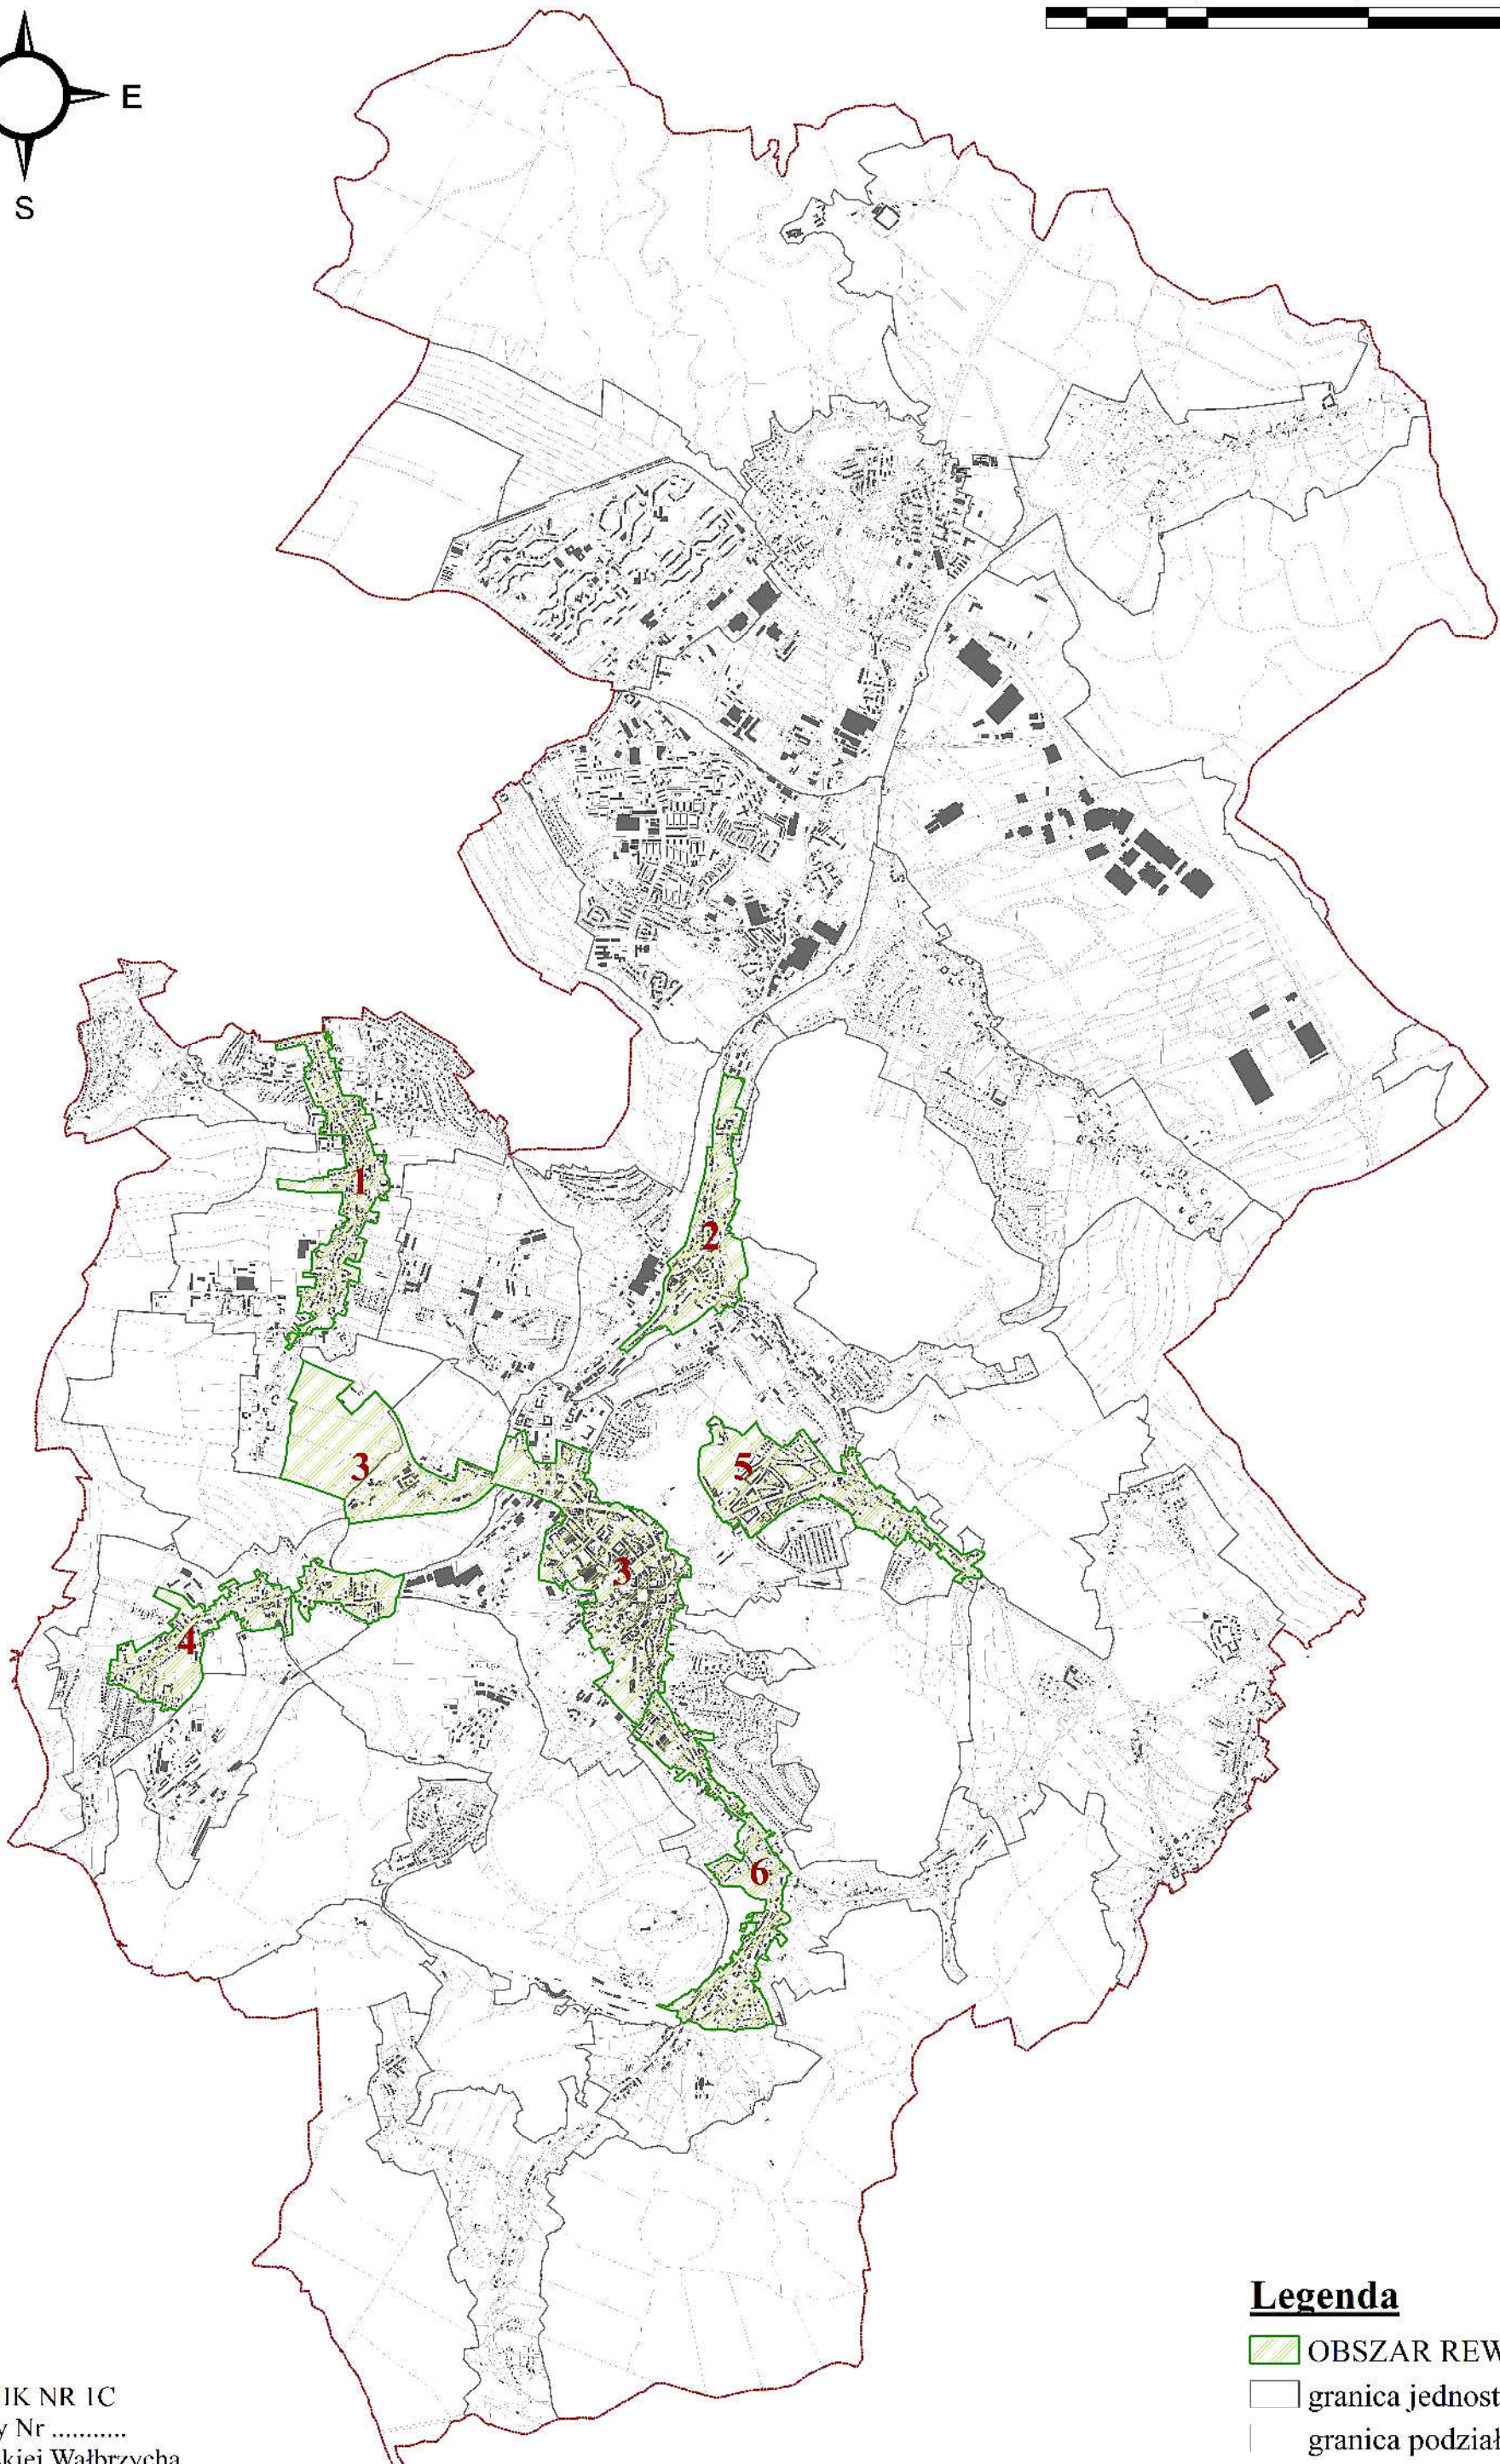 E
S
1
2
3
5
3
4
6
Legenda
OBSZAR REW
granica jednost
granica podział
IK NR 1C
y Nr ...........
kiej Wałbrzycha